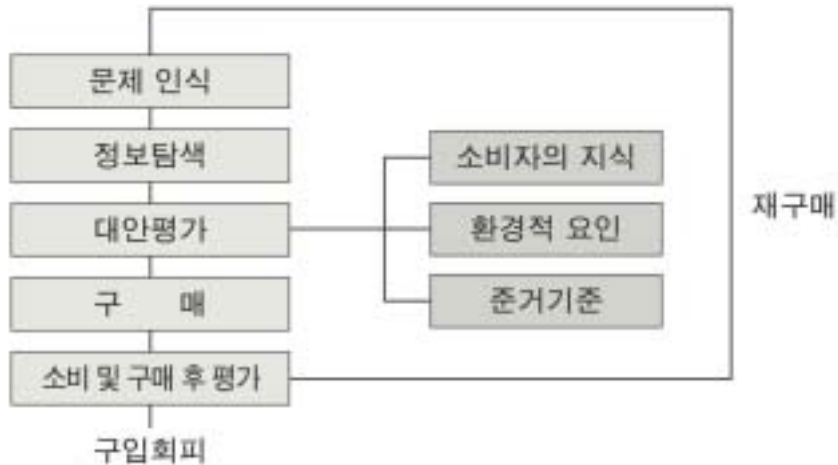 문제 인식
정보탐색
대안평가
구 매
소비 및 구매 후 평가
구입회피
소비자의 지식
환경적 요인
준거기준
재구매